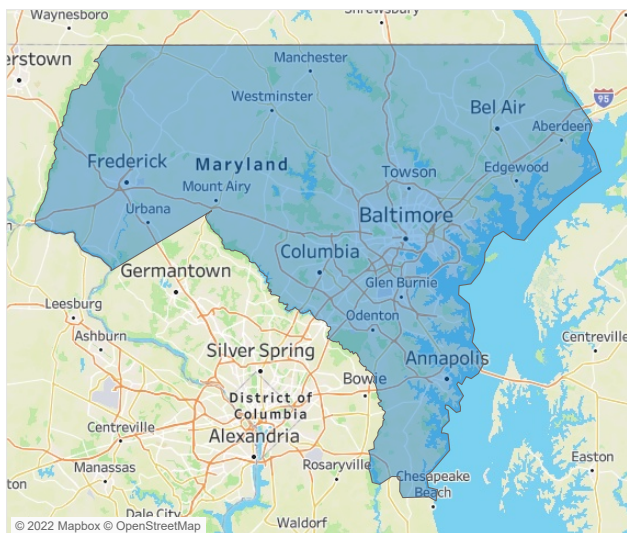 Waynesboro
Shrewsbury
erstown
Manchester
95
Westminster
Bel Air
Aberdeen
Frederick
Maryland
Towson
Edgewood
Mount Airy
Urbana
Baltimore
Columbia
Germantown
Glen Burnie
Leesburg
Odenton
Ashburn
Centreville
Silver Spring
Annapolis
Bowie
District of
Columbia
Centreville
Alexandria
Manassas
Rosaryville
Chesapeake
Beach
Easton
ton
Dale City
Waldorf
© 2022 Mapbox © OpenStreetMap